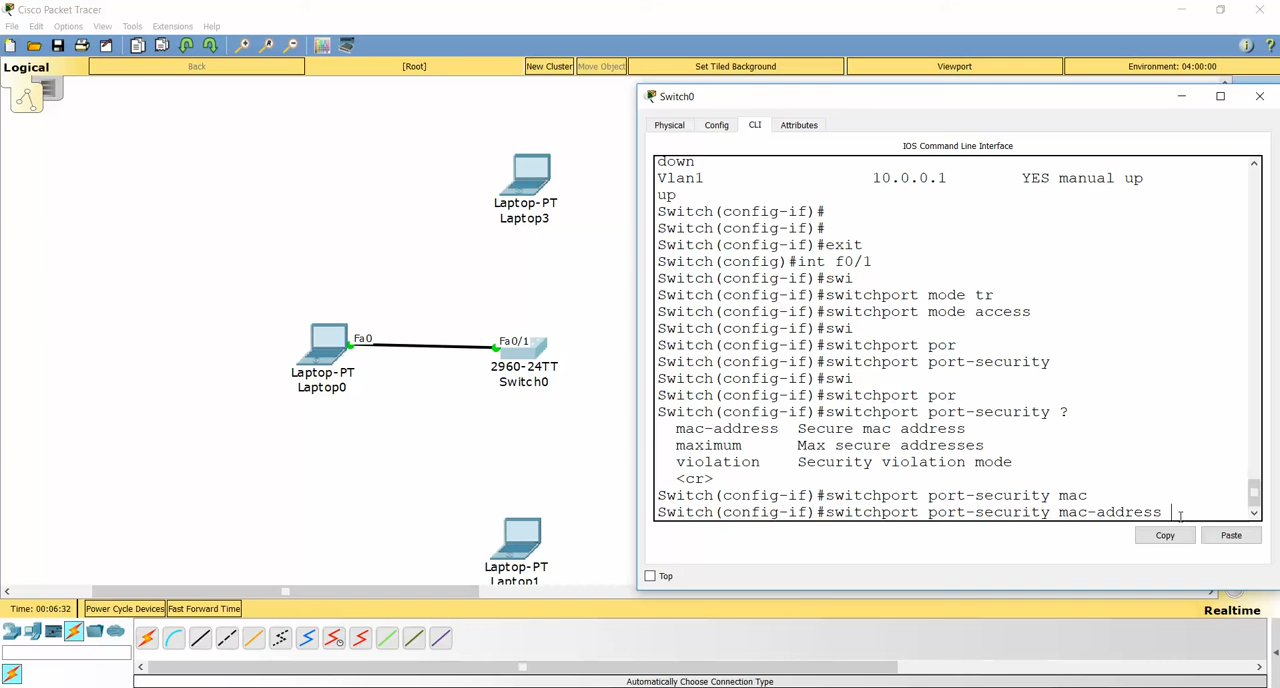 Cisco Packet Tracer
File Edit Options View Tools Extensions Help
Logical
Back
[Root]
New Cluster
Move Object
Set Tiled Background
Viewport
Environment: 04:00:00
Laptop-PT
Laptop3
Fa0
Fa0/1
Laptop-PT
Laptop0
2960-24TT
Switch0
Laptop-PT
Laptop1
Switch0
Physical Config CLI Attributes
IOS Command Line Interface
down
Vlan1 10.0.0.1 YES manual up
up
Switch(config-if)#
Switch(config-if)#
Switch(config-if)#exit
Switch(config)#int f0/1
Switch(config-if)#swi
Switch(config-if)#switchport mode tr
Switch(config-if)#switchport mode access
Switch(config-if)#swi
Switch(config-if)#switchport por
Switch(config-if)#switchport port-security
Switch(config-if)#swi
Switch(config-if)#switchport por
Switch(config-if)#switchport port-security ?
mac-address Secure mac address
maximum Max secure addresses
violation Security violation mode
<cr>
Switch(config-if)#switchport port-security mac
Switch(config-if)#switchport port-security mac-address
Copy
Paste
Top
Time: 00:06:32
Power Cycle Devices
Fast Forward Time
Realtime
Automatically Choose Connection Type